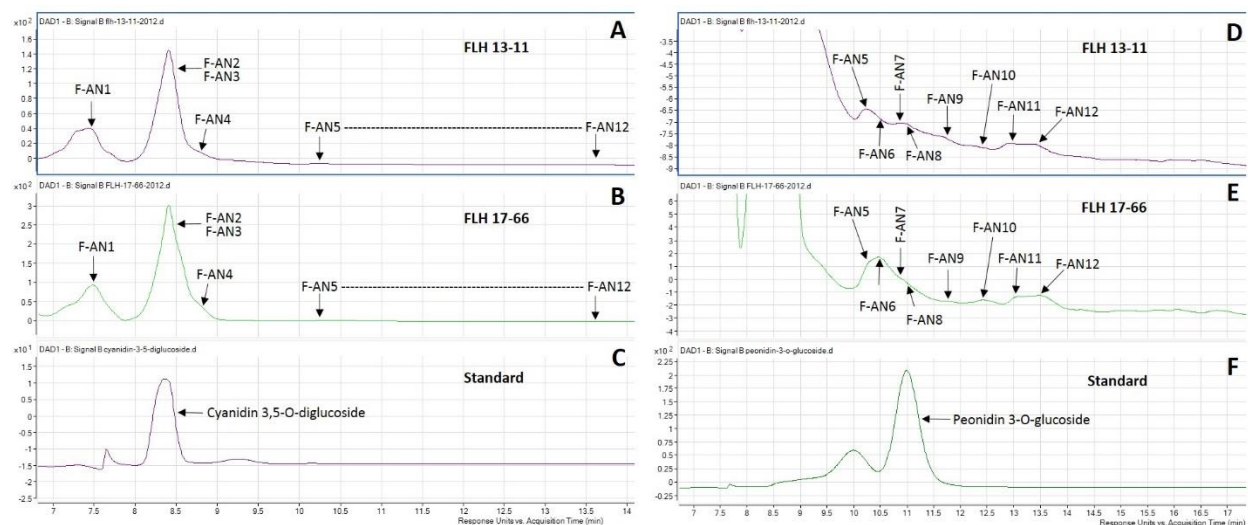 DAD1 - B: Signal B flh-13-11-2012.d
x10²
A
FLH 13-11
F-AN1
F-AN2
F-AN3
F-AN4
F-AN5
F-AN12
1.6
1.4
1.2
1
0.8
0.6
0.4
0.2
0
DAD1 - B: Signal B FLH-17-66-2012.d
x10²
B
FLH 17-66
F-AN1
F-AN2
F-AN3
F-AN4
F-AN5
F-AN12
3
2.5
2
1.5
1
0.5
0
DAD1 - B: Signal B cyanidin-3-5-diglucoside.d
x10¹
C
Standard
Cyanidin 3,5-O-diglucoside
1.5
1
0.5
0
-0.5
-1
-1.5
-2
-2.5
7 7.5 8 8.5 9 9.5 10 10.5 11 11.5 12 12.5 13 13.5 14
Response Units vs. Acquisition Time (min)
DAD1 - B: Signal B flh-13-11-2012.d
D
FLH 13-11
F-AN5
F-AN7
F-AN9
F-AN10
F-AN11
F-AN12
F-AN6
F-AN8
-3.5
-4
-4.5
-5
-5.5
-6
-6.5
-7
-7.5
-8
-8.5
-9
DAD1 - B: Signal B FLH-17-66-2012.d
E
FLH 17-66
F-AN5
F-AN7
F-AN10
F-AN9
F-AN11
F-AN12
F-AN6
F-AN8
6
5
4
3
2
1
0
-1
-2
-3
-4
DAD1 - B: Signal B peonidin-3-o-glucoeide.d
x10²
F
Standard
Peonidin 3-O-glucoside
2.25
2
1.75
1.5
1.25
1
0.75
0.5
0.25
0
-0.25
7 7.5 8 8.5 9 9.5 10 10.5 11 11.5 12 12.5 13 13.5 14 14.5 15 15.5 16 16.5 17
Response Units vs. Acquisition Time (min)